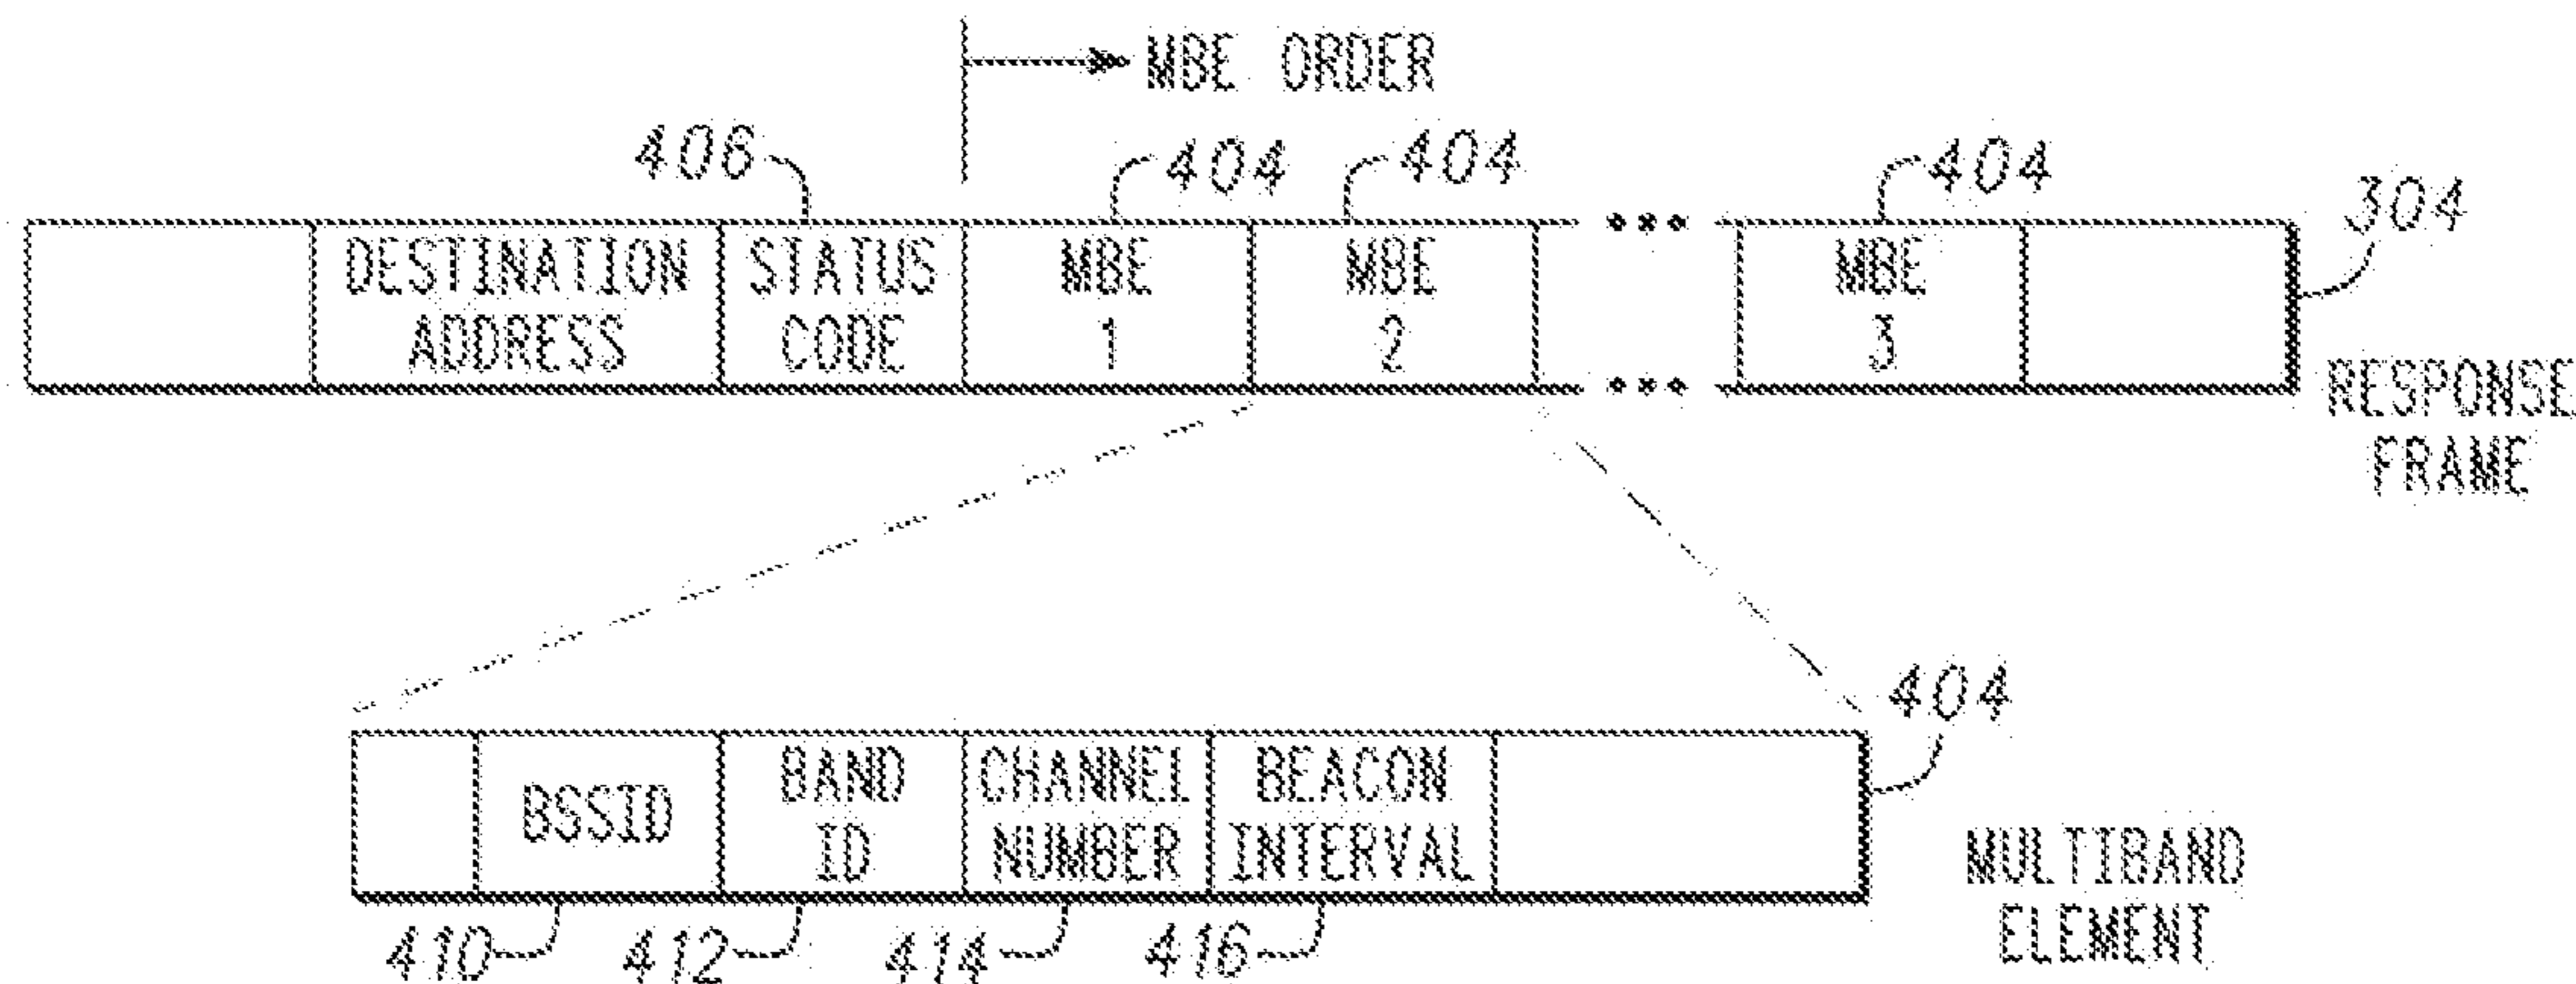 MBE ORDER
406 404 404 404 304
DESTINATION ADDRESS
STATUS CODE
MBE 1
MBE 2
MBE 3
RESPONSE
FRAME
404
BSSID
BAND ID
CHANNEL NUMBER
BEACON INTERVAL
MULTIBAND
ELEMENT
410 412 414 416